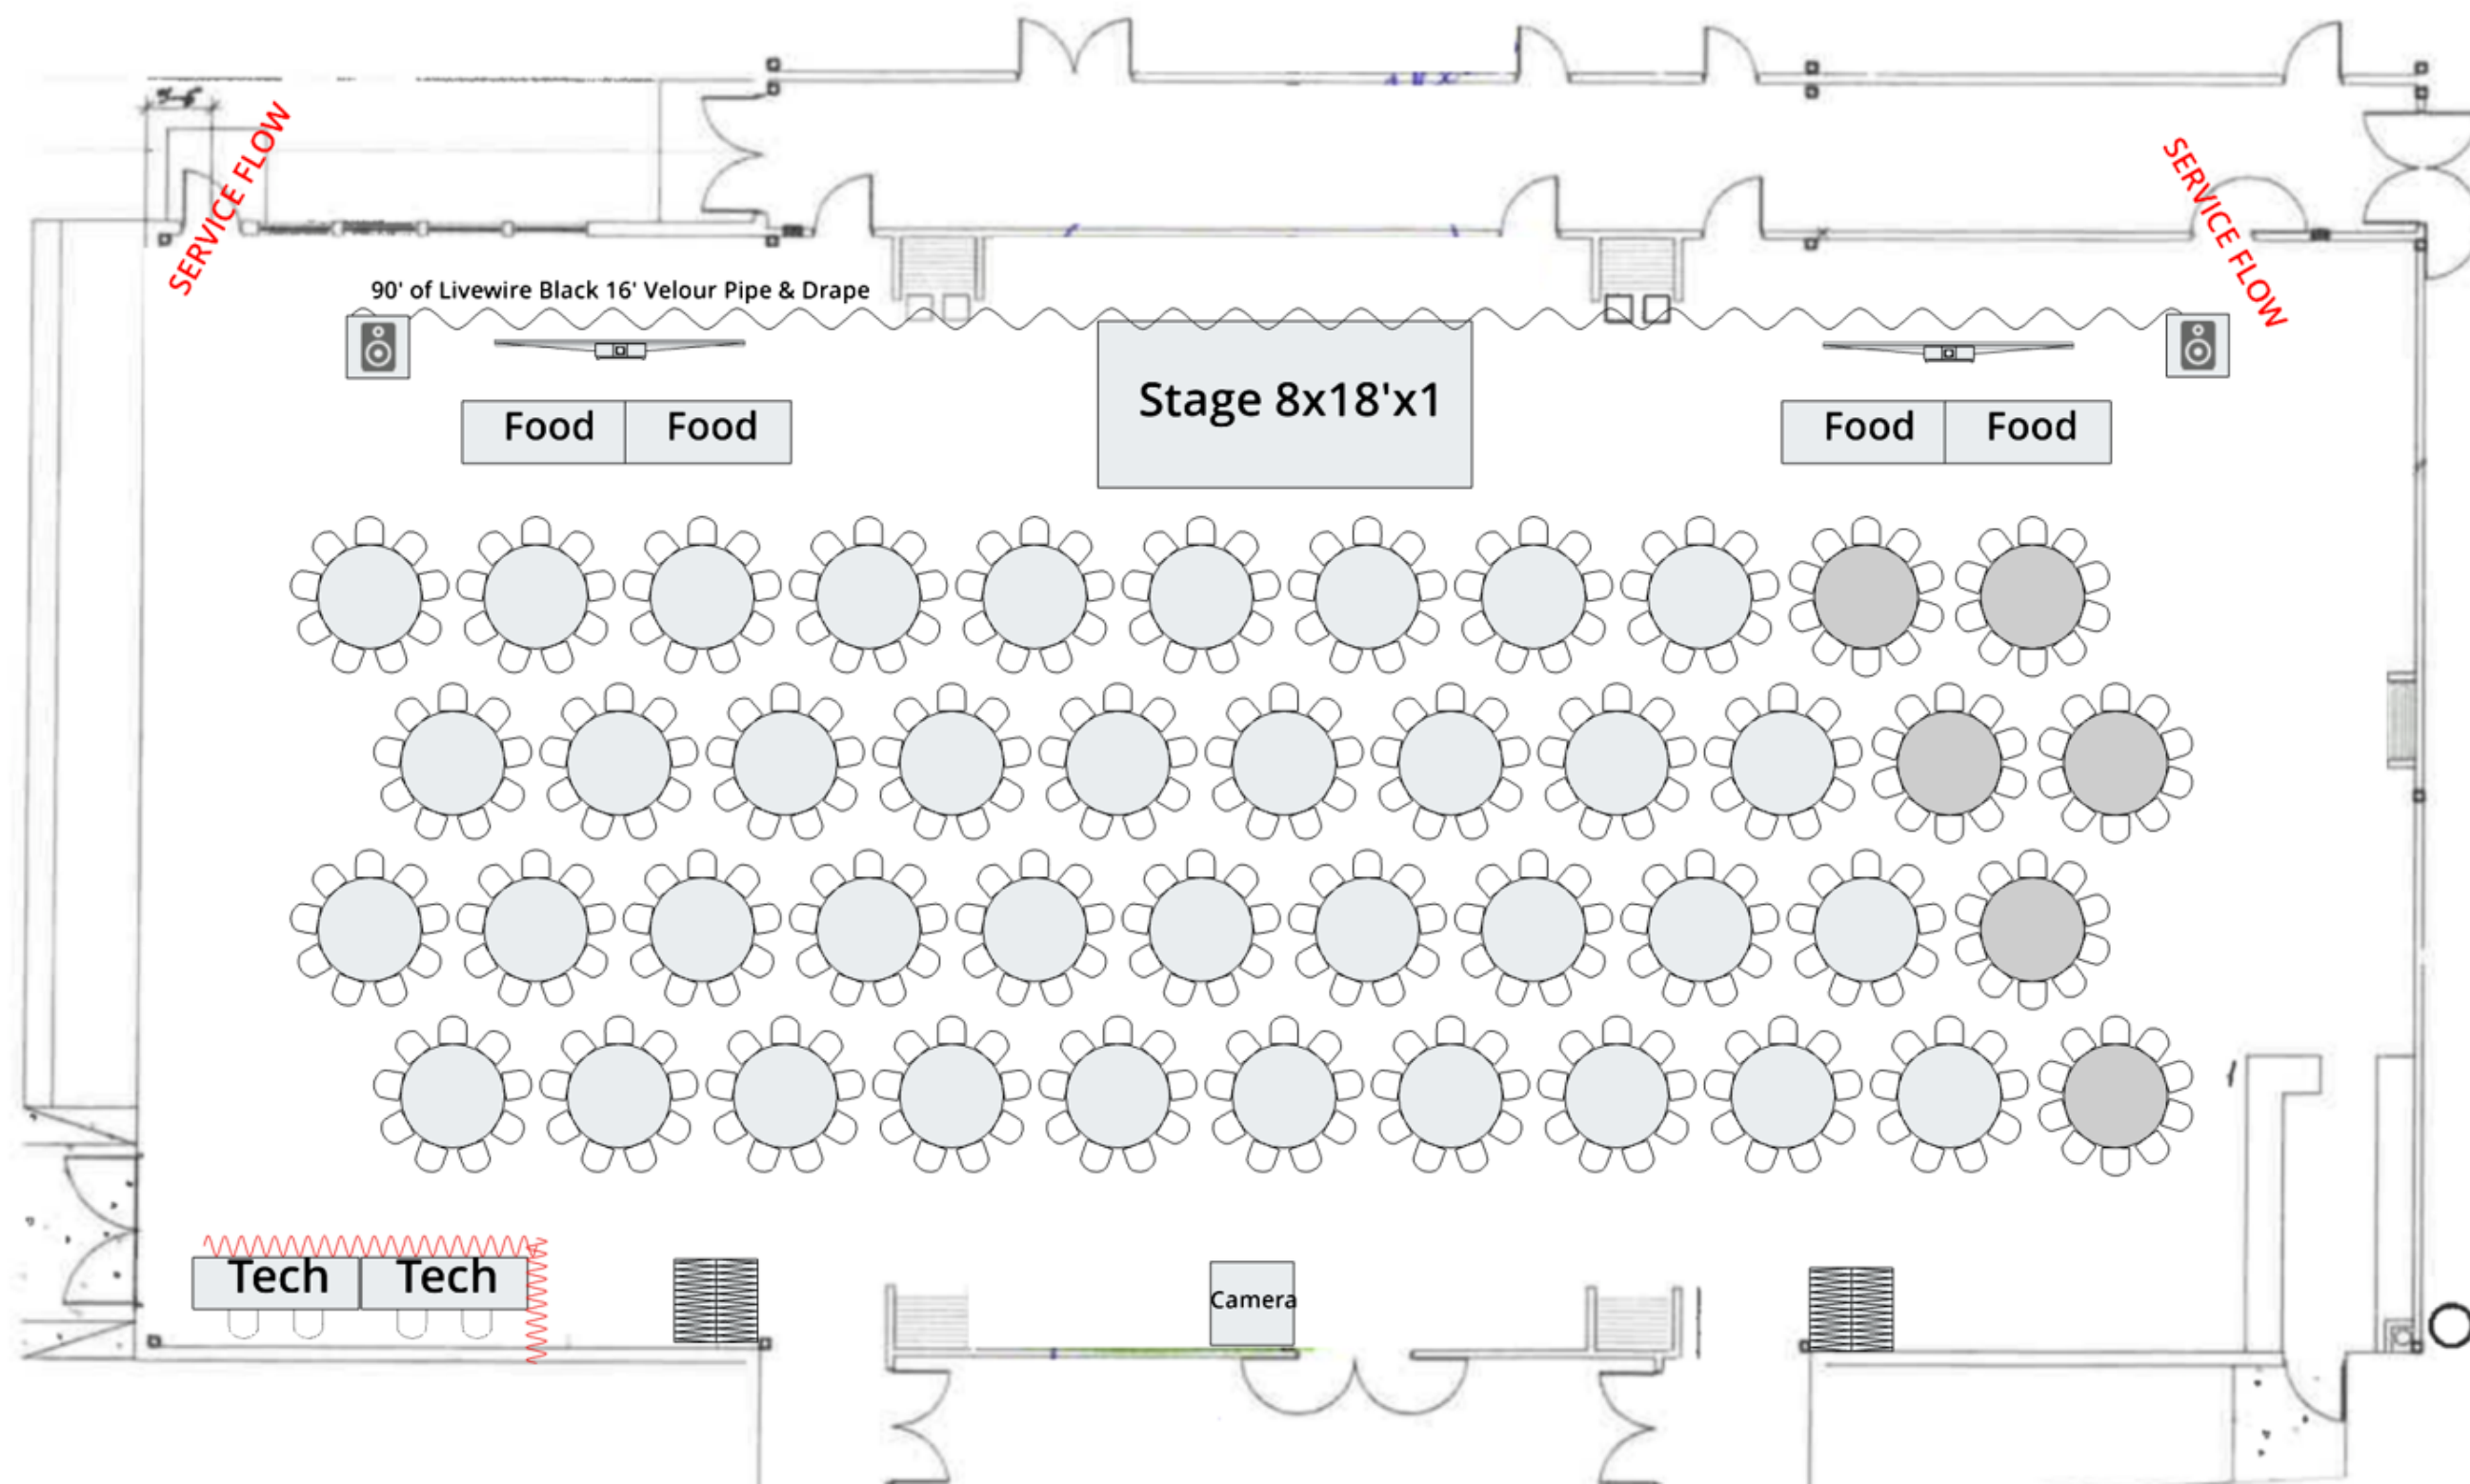 SERVICE FLOW
SERVICE FLOW
90' of Livewire Black 16' Velour Pipe & Drape
Stage 8x18'x1
Food Food
Food Food
Tech Tech
Camera